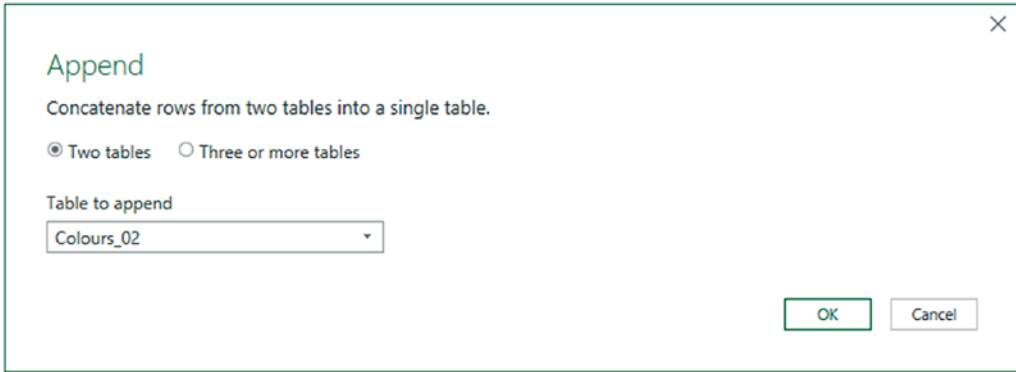 Append
Concatenate rows from two tables into a single table.
Two tables Three or more tables
Table to append
Colours_02
OK Cancel